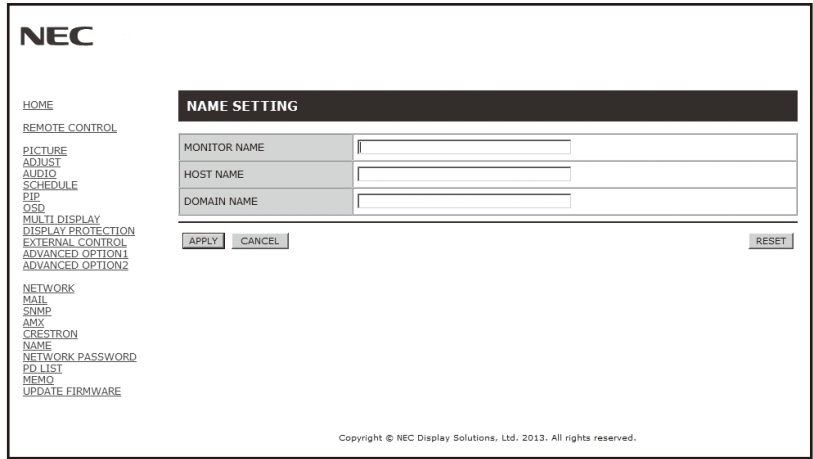 NEC
HOME
REMOTE CONTROL
PICTURE
ADJUST
AUDIO
SCHEDULE
PIP
OSD
MULTI DISPLAY
DISPLAY PROTECTION
EXTERNAL CONTROL
ADVANCED OPTION1
ADVANCED OPTION2
NETWORK
MAIL
SNMP
AMX
CRESTRON
NAME
NETWORK PASSWORD
PD LIST
MEMO
UPDATE FIRMWARE
NAME SETTING
MONITOR NAME
HOST NAME
DOMAIN NAME
APPLY CANCEL RESET
Copyright © NEC Display Solutions, Ltd. 2013. All rights reserved.